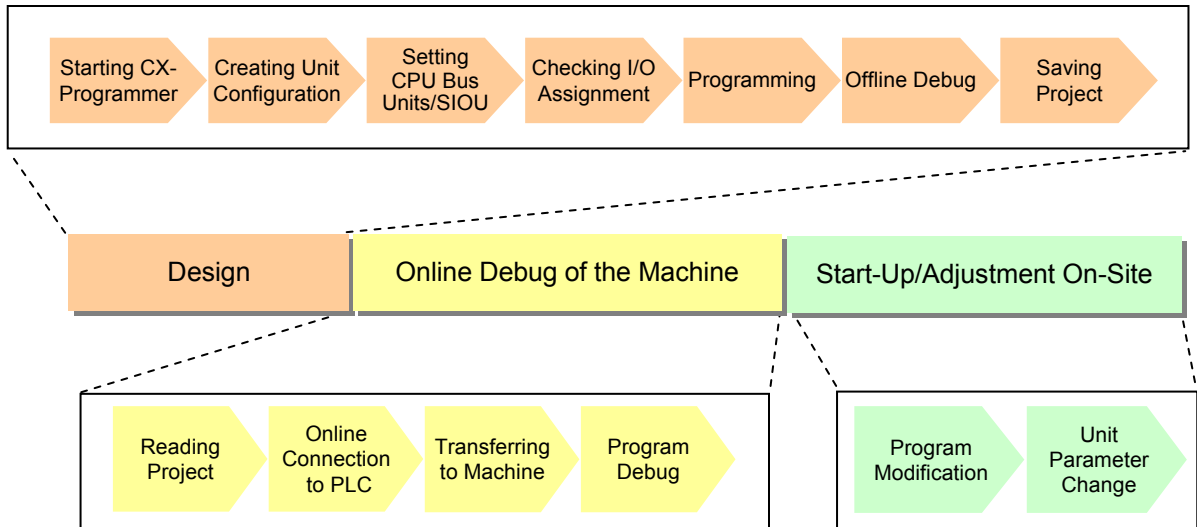 Starting CX-
Programmer
Creating Unit
Configuration
Setting
CPU Bus
Units/SIOU
Checking I/O
Assignment
Programming
Offline Debug
Saving
Project
Design
Online Debug of the Machine
Start-Up/Adjustment On-Site
Reading
Project
Online
Connection
to PLC
Transferring
to Machine
Program
Debug
Program
Modification
Unit
Parameter
Change